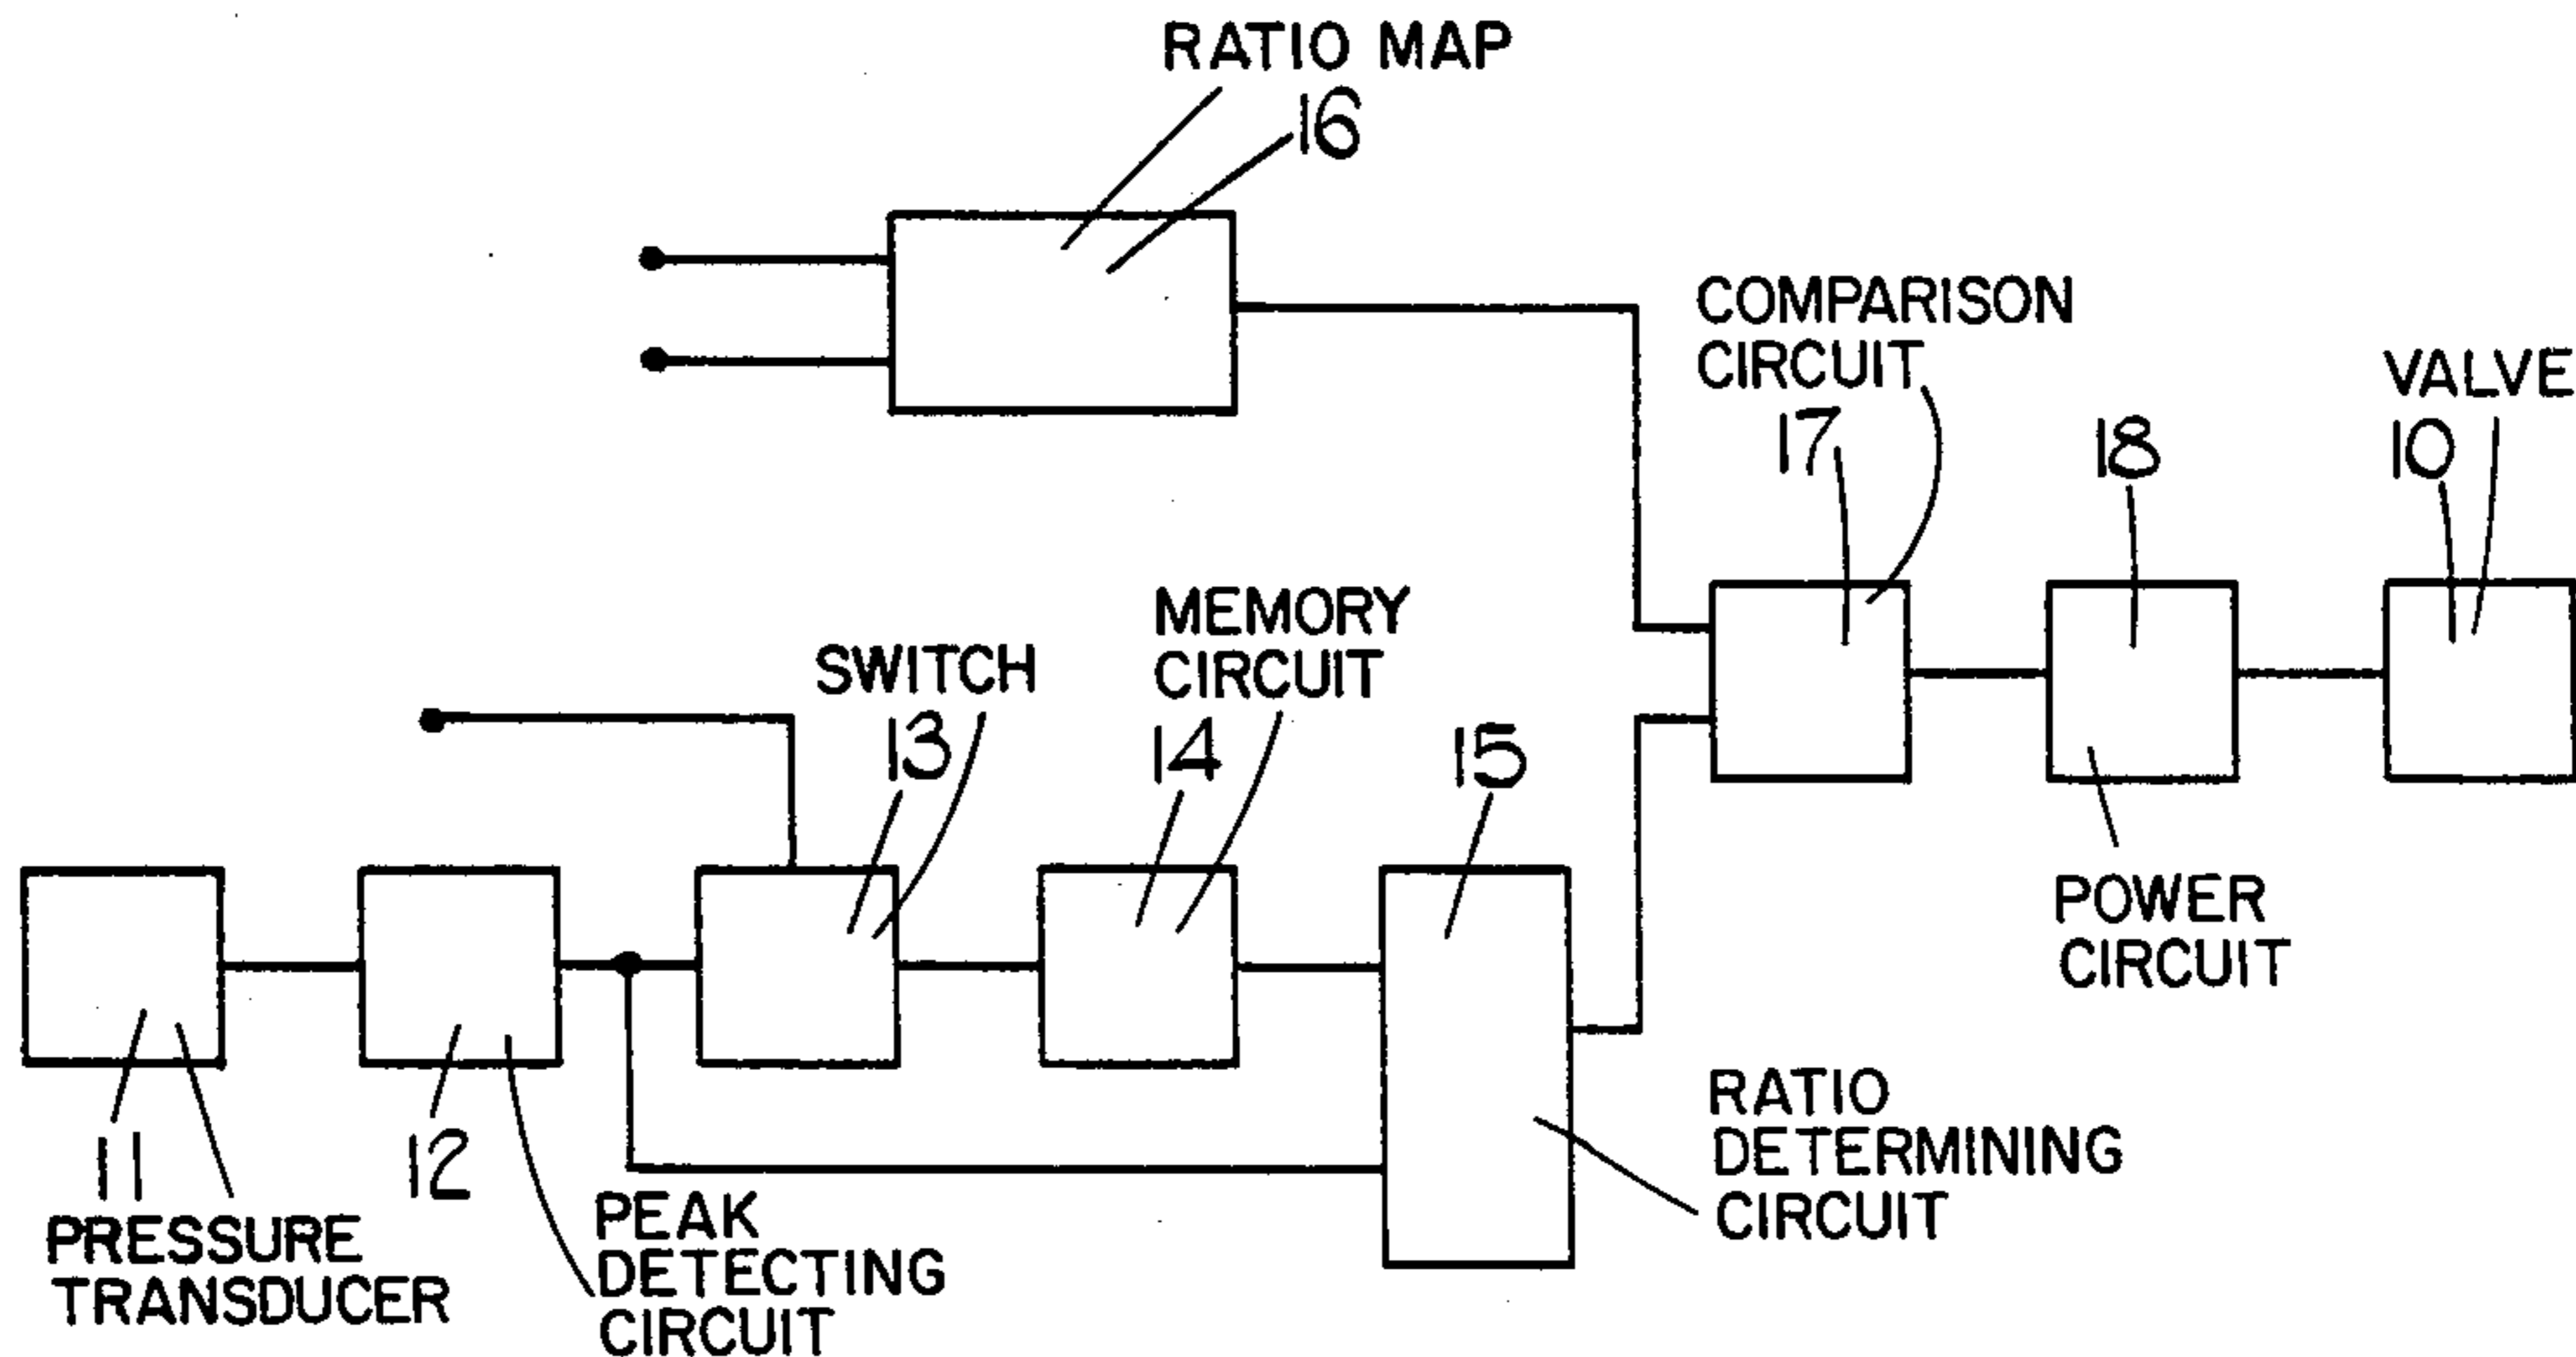 RATIO MAP
16
COMPARISON
CIRCUIT
17
18
VALVE
10
SWITCH
13
MEMORY
CIRCUIT
14
15
POWER
CIRCUIT
11
PRESSURE
TRANSDUCER
12
PEAK
DETECTING
CIRCUIT
RATIO
DETERMINING
CIRCUIT